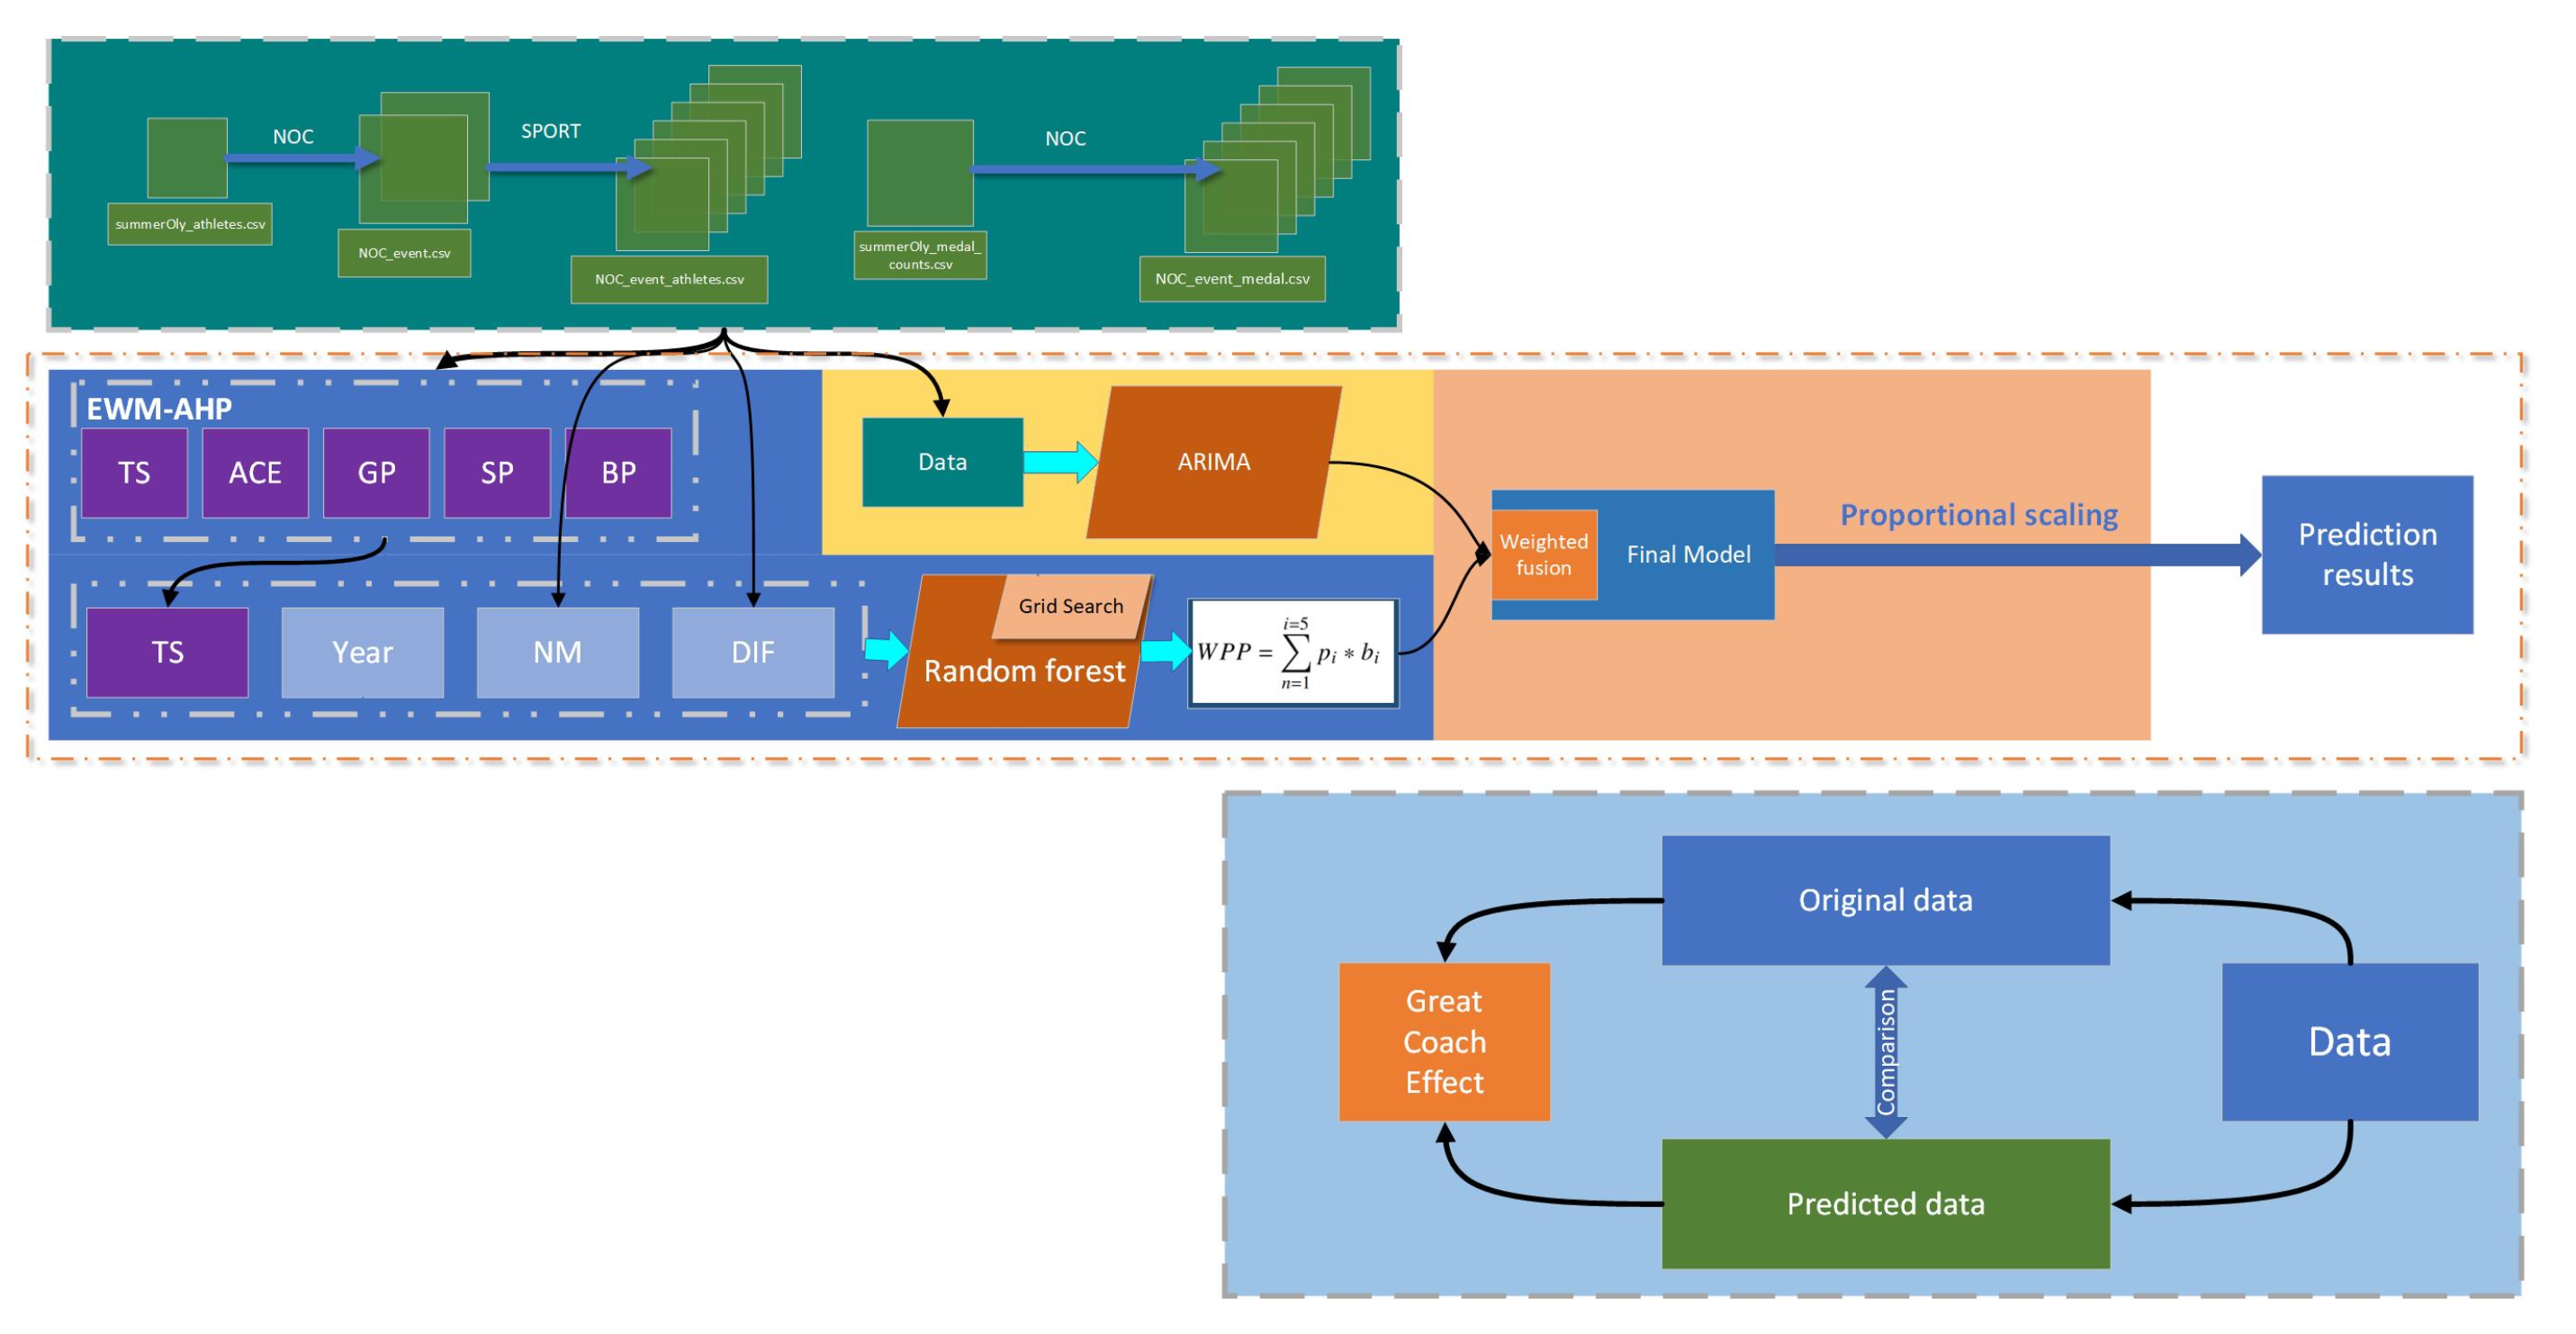 NOC
SPORT
NOC
summerOly_athletes.csv
NOC_event.csv
NOC_event_athletes.csv
summerOly_medal_
counts.csv
NOC_event_medal.csv
EWM-AHP
TS
ACE
GP
SP
BP
Data
ARIMA
TS
Year
NM
DIF
Grid Search
Random forest
i=5
WPP = ∑ p_i * b_i
n=1
Weighted
fusion
Final Model
Proportional scaling
Prediction
results
Original data
Great
Coach
Effect
Comparison
Data
Predicted data